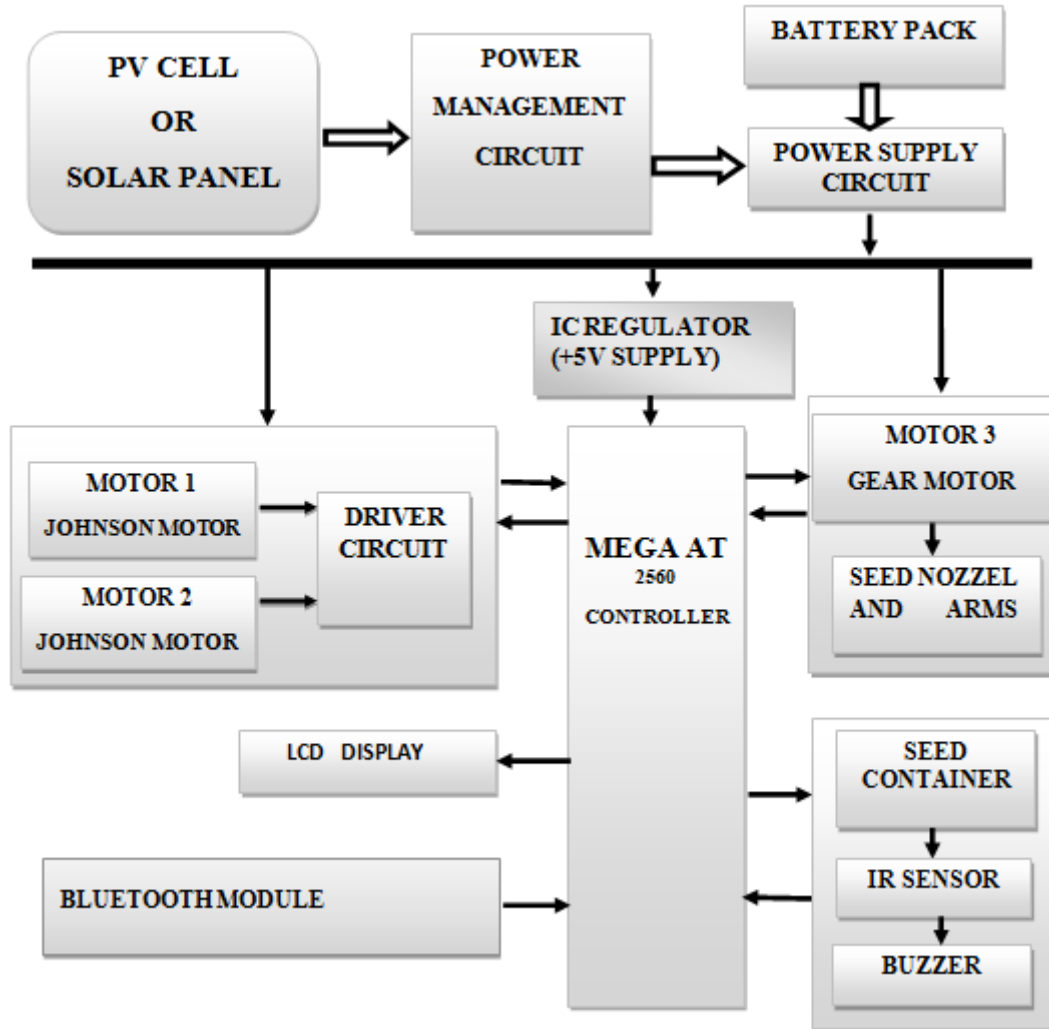 PV CELL
OR
SOLAR PANEL
POWER
MANAGEMENT
CIRCUIT
BATTERY PACK
POWER SUPPLY
CIRCUIT
IC REGULATOR
(+5V SUPPLY)
MOTOR 1
JOHNSON MOTOR
MOTOR 2
JOHNSON MOTOR
DRIVER
CIRCUIT
MEGA AT
2560
CONTROLLER
MOTOR 3
GEAR MOTOR
SEED NOZZEL
AND ARMS
LCD DISPLAY
BLUETOOTH MODULE
SEED
CONTAINER
IR SENSOR
BUZZER